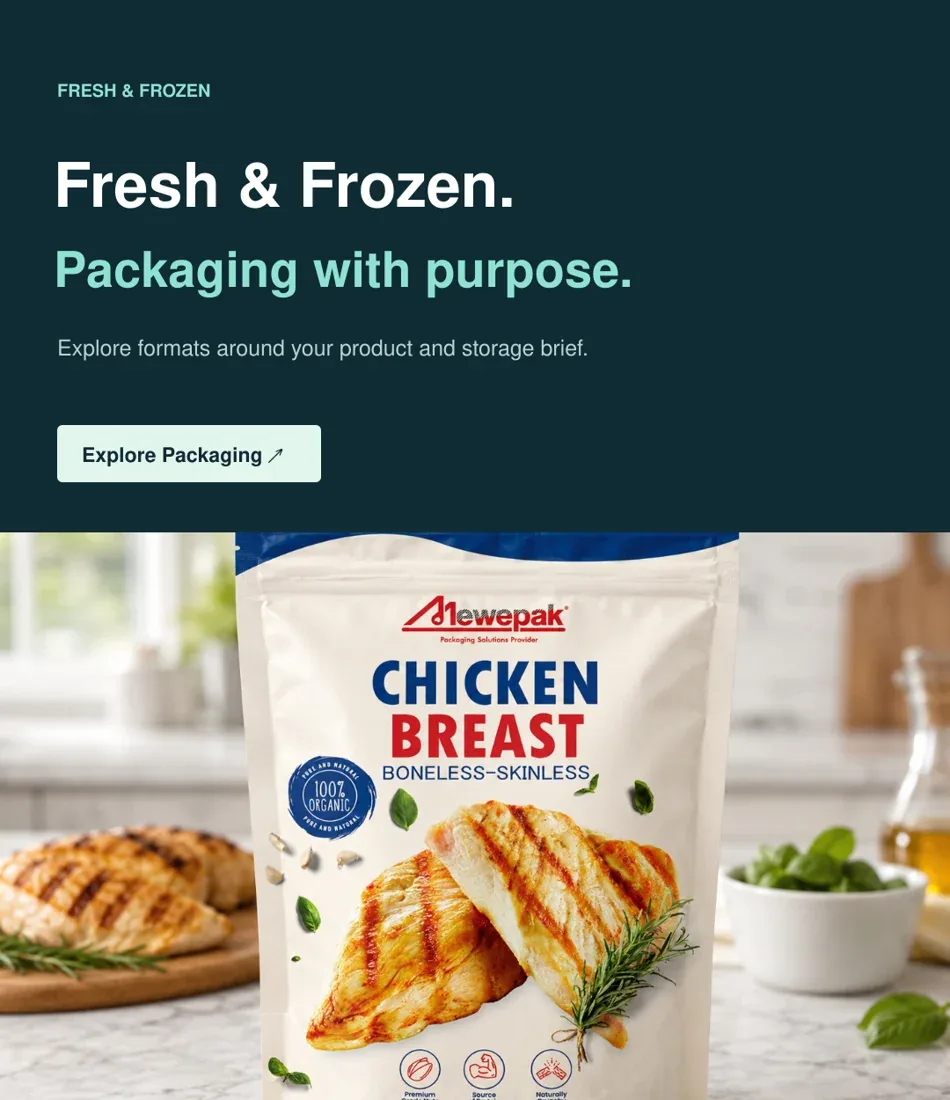 FRESH & FROZEN
Fresh & Frozen.
Packaging with purpose.
Explore formats around your product and storage brief.
Explore Packaging ↗
Mewepak®
Packaging Solutions Provider
CHICKEN
BREAST
BONELESS-SKINLESS
PURE AND NATURAL
100%
ORGANIC
PURE AND NATURAL
Premium
Source
Naturally